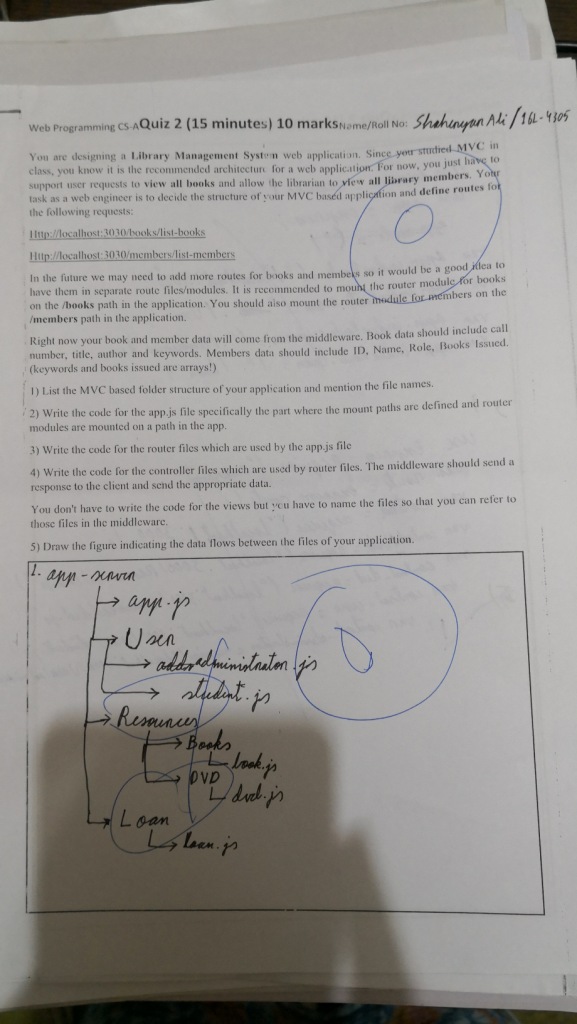 Web Programming CS-A Quiz 2 (15 minutes) 10 marks Name/Roll No: Shaheryar Ali / 16L-4305
You are designing a Library Management System web application. Since you studied MVC in
class, you know it is the recommended architecture for a web application. For now, you just have to
support user requests to view all books and allow the librarian to view all library members. Your
task as a web engineer is to decide the structure of your MVC based application and define routes for
the following requests:
Http://localhost:3030/books/list-books
Http://localhost:3030/members/list-members
In the future we may need to add more routes for books and members so it would be a good idea to
have them in separate route files/modules. It is recommended to mount the router module for books
on the /books path in the application. You should also mount the router module for members on the
/members path in the application.
Right now your book and member data will come from the middleware. Book data should include call
number, title, author and keywords. Members data should include ID, Name, Role, Books Issued.
(keywords and books issued are arrays!)
1) List the MVC based folder structure of your application and mention the file names.
2) Write the code for the app.js file specifically the part where the mount paths are defined and router
modules are mounted on a path in the app.
3) Write the code for the router files which are used by the app.js file
4) Write the code for the controller files which are used by router files. The middleware should send a
response to the client and send the appropriate data.
You don't have to write the code for the views but you have to name the files so that you can refer to
those files in the middleware.
5) Draw the figure indicating the data flows between the files of your application.
0
1. app-server
app.js
User
administrator.js
student.js
0
Resources
Books
book.js
DVD
dvd.js
Loan
loan.js